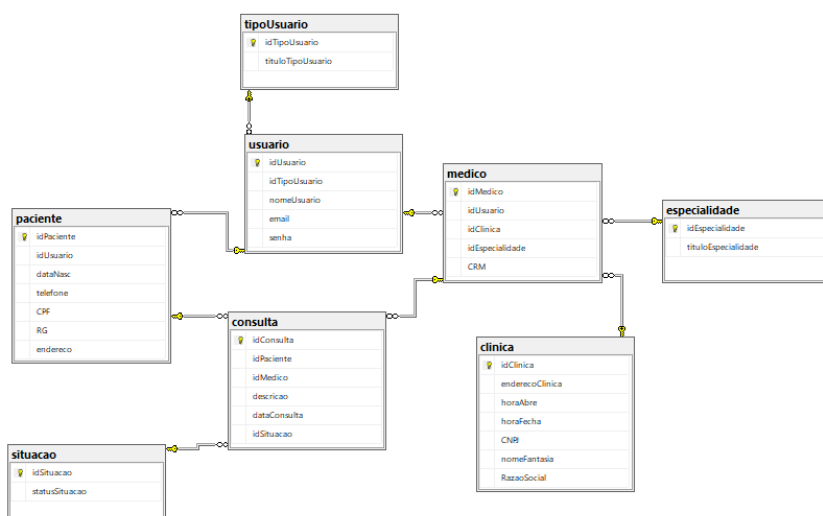 tipoUsuario
idTipoUsuario
tituloTipoUsuario
usuario
idUsuario
idTipoUsuario
nomeUsuario
email
senha
medico
idMedico
idUsuario
idClinica
idEspecialidade
CRM
especialidade
idEspecialidade
tituloEspecialidade
paciente
idPaciente
idUsuario
dataNasc
telefone
CPF
RG
endereco
consulta
idConsulta
idPaciente
idMedico
descricao
dataConsulta
idSituacao
clinica
idClinica
enderecoClinica
horaAbre
horaFecha
CNPJ
nomeFantasia
RazaoSocial
situacao
idSituacao
statusSituacao